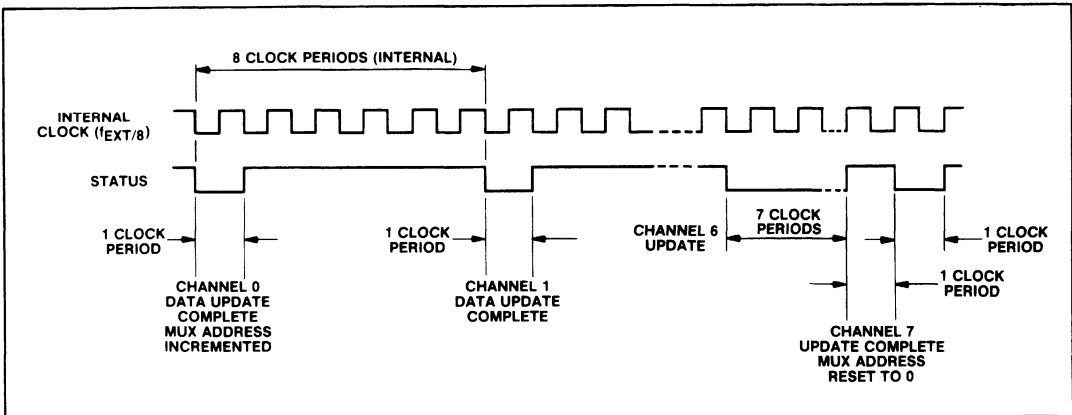 8 CLOCK PERIODS (INTERNAL)
INTERNAL
CLOCK (fEXT/8)
STATUS
1 CLOCK
PERIOD
1 CLOCK
PERIOD
CHANNEL 6
UPDATE
7 CLOCK
PERIODS
1 CLOCK
PERIOD
1 CLOCK
PERIOD
CHANNEL 0
DATA UPDATE
COMPLETE
MUX ADDRESS
INCREMENTED
CHANNEL 1
DATA UPDATE
COMPLETE
CHANNEL 7
UPDATE COMPLETE
MUX ADDRESS
RESET TO 0